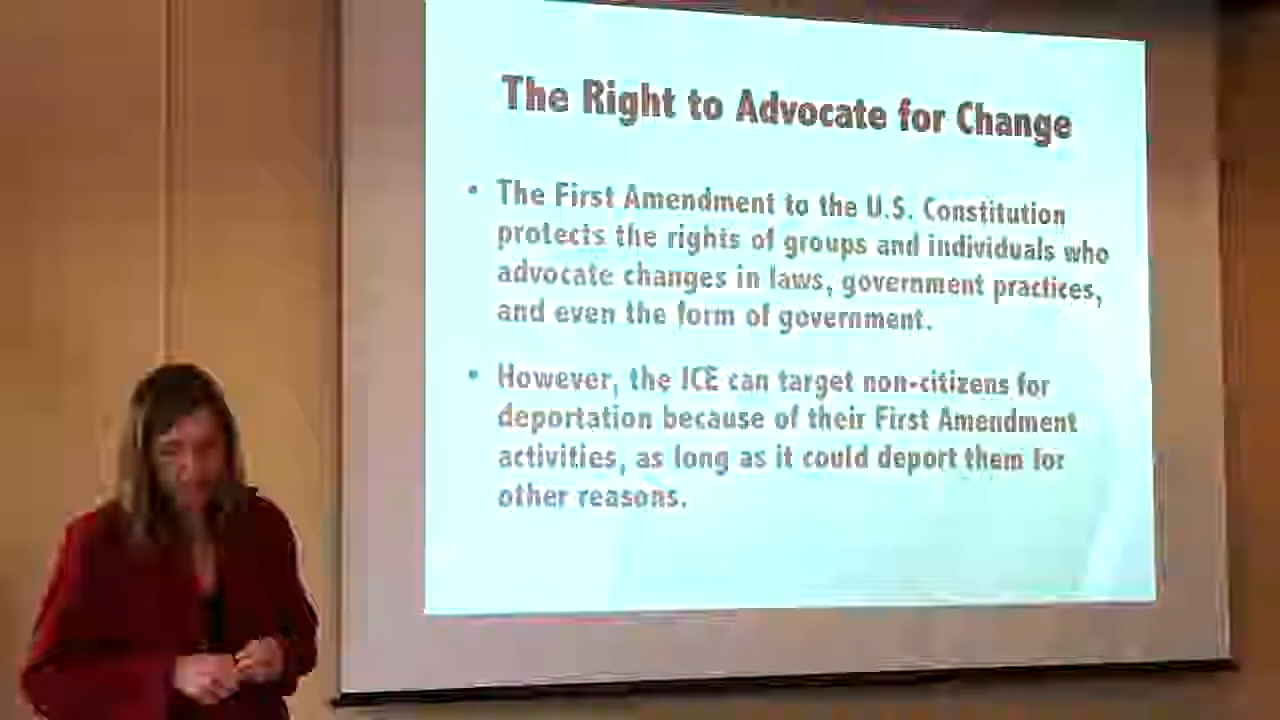 The Right to Advocate for Change
• The First Amendment to the U.S. Constitution
protects the rights of groups and individuals who
advocate changes in laws, government practices,
and even the form of government.
• However, the ICE can target non-citizens for
deportation because of their First Amendment
activities, as long as it could deport them for
other reasons.